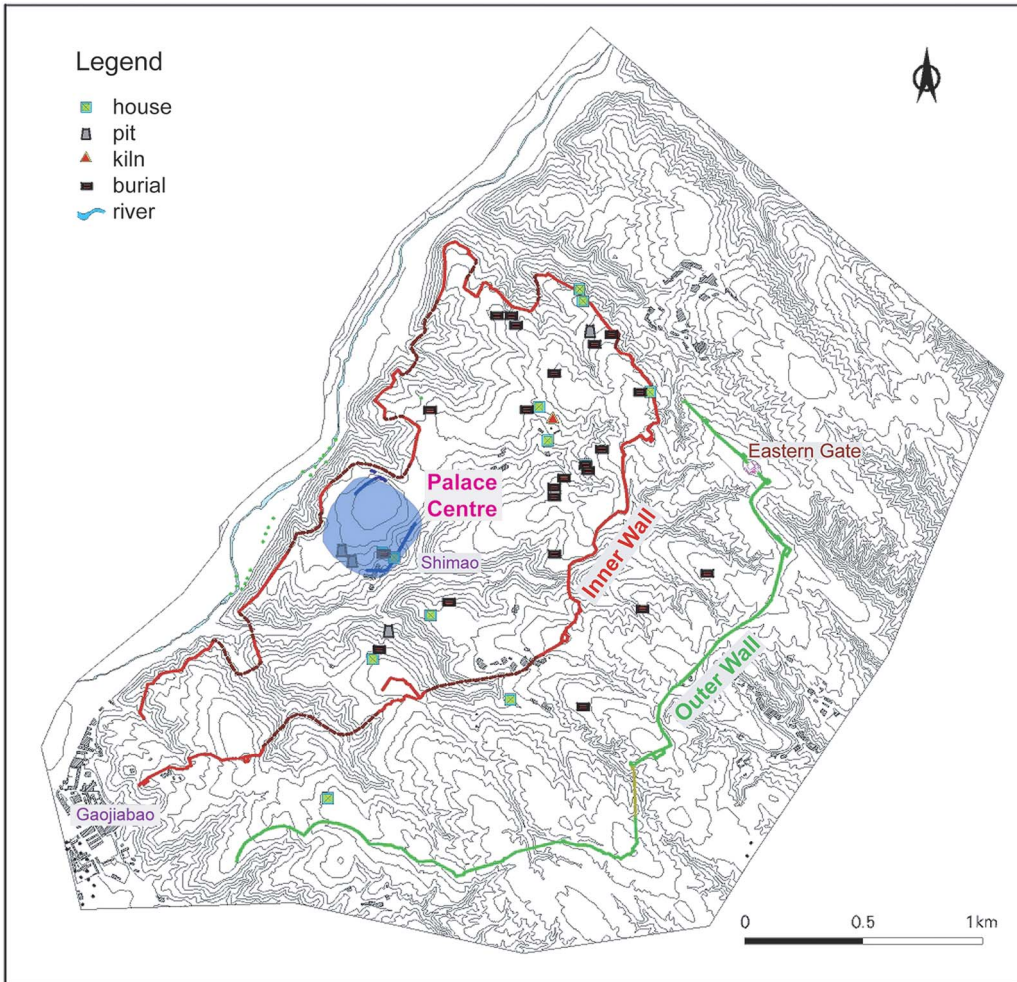 Legend
house
pit
kiln
burial
river
Eastern Gate
Palace
Centre
Shimao
Inner Wall
Outer Wall
Gaojiabao
0 0.5 1km